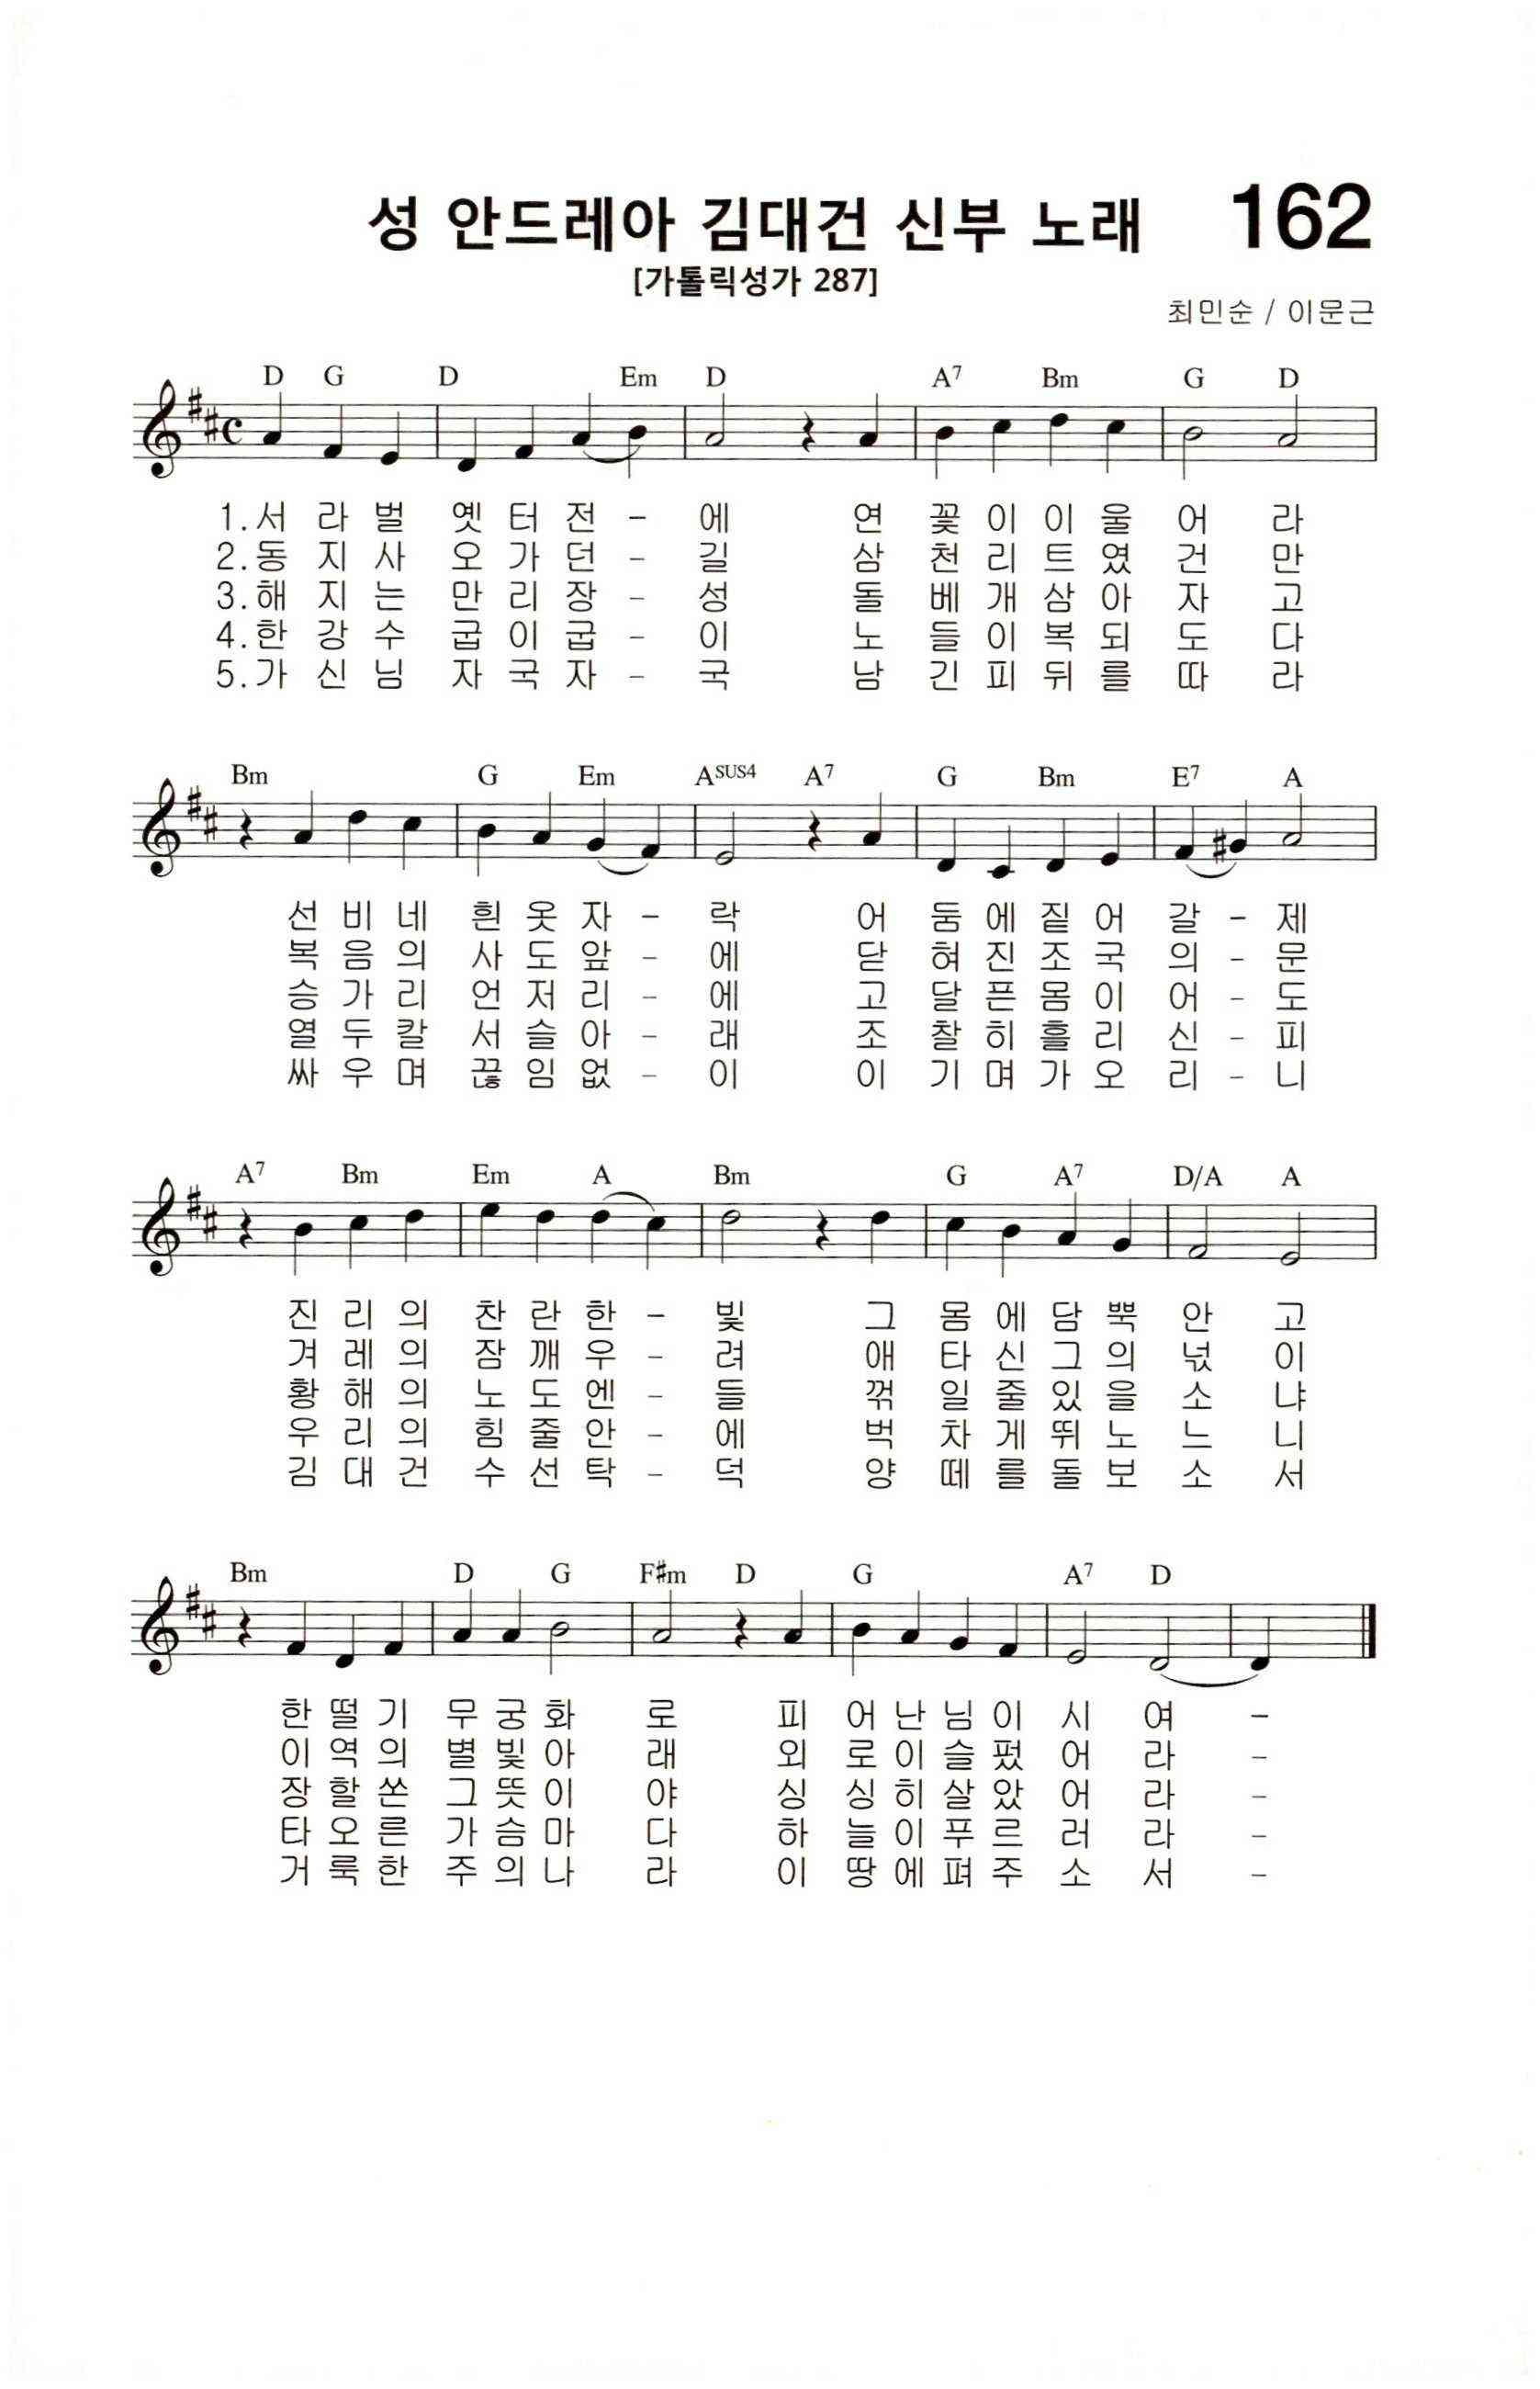 성 안드레아 김대건 신부 노래 162
[가톨릭성가 287]
최민순 / 이문근
D G D Em D A7 Bm G D
1.서 라 벌 옛 터 전 - 에 연 꽃 이 이 울 어 라
2.동 지 사 오 가 던 - 길 삼 천 리 트 였 건 만
3.해 지 는 만 리 장 - 성 돌 베 개 삼 아 자 고
4.한 강 수 굽 이 굽 - 이 노 들 이 복 되 도 다
5.가 신 님 자 국 자 - 국 남 긴 피 뒤 를 따 라
Bm G Em ASUS4 A7 G Bm E7 A
선 비 네 흰 옷 자 - 락 어 둠 에 짙 어 갈 - 제
복 음 의 사 도 앞 - 에 닫 혀 진 조 국 의 - 문
승 가 리 언 저 리 - 에 고 달 픈 몸 이 어 - 도
열 두 칼 서 슬 아 - 래 조 찰 히 흘 리 신 - 피
싸 우 며 끊 임 없 - 이 이 기 며 가 오 리 - 니
A7 Bm Em A Bm G A7 D/A A
진 리 의 찬 란 한 - 빛 그 몸 에 담 뿍 안 고
겨 레 의 잠 깨 우 - 려 애 타 신 그 의 넋 이
황 해 의 노 도 엔 - 들 꺾 일 줄 있 을 소 냐
우 리 의 힘 줄 안 - 에 벅 차 게 뛰 노 느 니
김 대 건 수 선 탁 - 덕 양 떼 를 돌 보 소 서
Bm D G F#m D G A7 D
한 떨 기 무 궁 화 로 피 어 난 님 이 시 여 -
이 역 의 별 빛 아 래 외 로 이 슬 펐 어 라 -
장 할 쏜 그 뜻 이 야 싱 싱 히 살 았 어 라 -
타 오 른 가 슴 마 다 하 늘 이 푸 르 러 라 -
거 룩 한 주 의 나 라 이 땅 에 펴 주 소 서 -